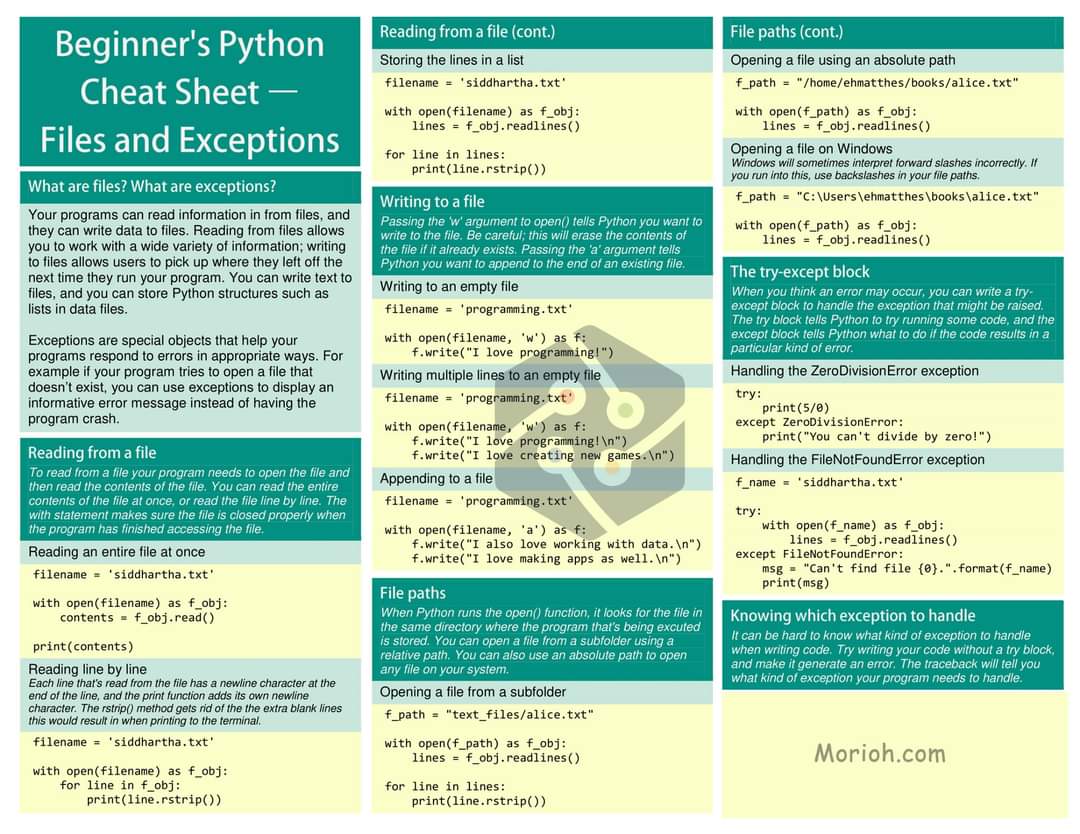 Beginner's Python
Cheat Sheet —
Files and Exceptions
What are files? What are exceptions?
Your programs can read information in from files, and
they can write data to files. Reading from files allows
you to work with a wide variety of information; writing
to files allows users to pick up where they left off the
next time they run your program. You can write text to
files, and you can store Python structures such as
lists in data files.
Exceptions are special objects that help your
programs respond to errors in appropriate ways. For
example if your program tries to open a file that
doesn't exist, you can use exceptions to display an
informative error message instead of having the
program crash.
Reading from a file
To read from a file your program needs to open the file and
then read the contents of the file. You can read the entire
contents of the file at once, or read the file line by line. The
with statement makes sure the file is closed properly when
the program has finished accessing the file.
Reading an entire file at once
filename = 'siddhartha.txt'
with open(filename) as f_obj:
    contents = f_obj.read()
print(contents)
Reading line by line
Each line that's read from the file has a newline character at the
end of the line, and the print function adds its own newline
character. The rstrip() method gets rid of the the extra blank lines
this would result in when printing to the terminal.
filename = 'siddhartha.txt'
with open(filename) as f_obj:
    for line in f_obj:
        print(line.rstrip())
Reading from a file (cont.)
Storing the lines in a list
filename = 'siddhartha.txt'
with open(filename) as f_obj:
    lines = f_obj.readlines()
for line in lines:
    print(line.rstrip())
Writing to a file
Passing the 'w' argument to open() tells Python you want to
write to the file. Be careful; this will erase the contents of
the file if it already exists. Passing the 'a' argument tells
Python you want to append to the end of an existing file.
Writing to an empty file
filename = 'programming.txt'
with open(filename, 'w') as f:
    f.write("I love programming!")
Writing multiple lines to an empty file
filename = 'programming.txt'
with open(filename, 'w') as f:
    f.write("I love programming!\n")
    f.write("I love creating new games.\n")
Appending to a file
filename = 'programming.txt'
with open(filename, 'a') as f:
    f.write("I also love working with data.\n")
    f.write("I love making apps as well.\n")
File paths
When Python runs the open() function, it looks for the file in
the same directory where the program that's being excuted
is stored. You can open a file from a subfolder using a
relative path. You can also use an absolute path to open
any file on your system.
Opening a file from a subfolder
f_path = "text_files/alice.txt"
with open(f_path) as f_obj:
    lines = f_obj.readlines()
for line in lines:
    print(line.rstrip())
File paths (cont.)
Opening a file using an absolute path
f_path = "/home/ehmatthes/books/alice.txt"
with open(f_path) as f_obj:
    lines = f_obj.readlines()
Opening a file on Windows
Windows will sometimes interpret forward slashes incorrectly. If
you run into this, use backslashes in your file paths.
f_path = "C:\Users\ehmatthes\books\alice.txt"
with open(f_path) as f_obj:
    lines = f_obj.readlines()
The try-except block
When you think an error may occur, you can write a try-
except block to handle the exception that might be raised.
The try block tells Python to try running some code, and the
except block tells Python what to do if the code results in a
particular kind of error.
Handling the ZeroDivisionError exception
try:
    print(5/0)
except ZeroDivisionError:
    print("You can't divide by zero!")
Handling the FileNotFoundError exception
f_name = 'siddhartha.txt'
try:
    with open(f_name) as f_obj:
        lines = f_obj.readlines()
except FileNotFoundError:
    msg = "Can't find file {0}.".format(f_name)
    print(msg)
Knowing which exception to handle
It can be hard to know what kind of exception to handle
when writing code. Try writing your code without a try block,
and make it generate an error. The traceback will tell you
what kind of exception your program needs to handle.
Morioh.com